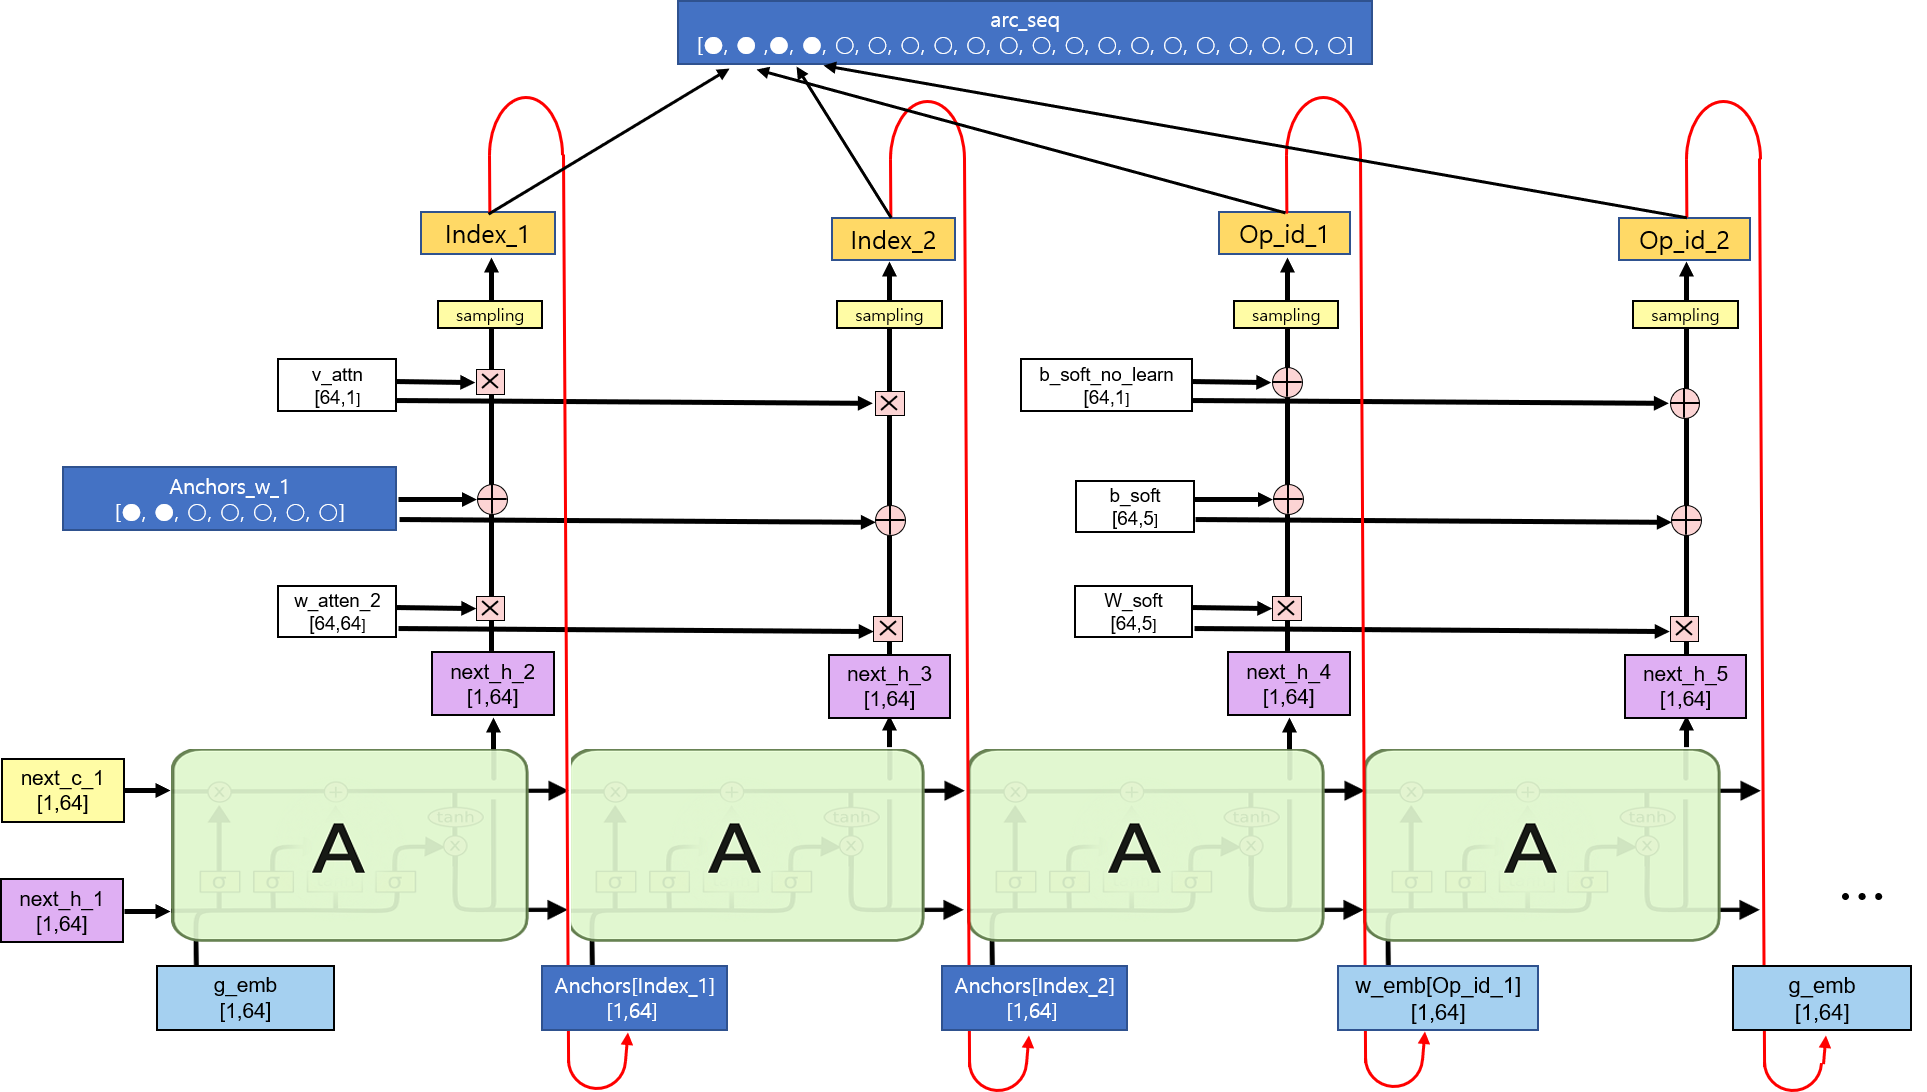 arc_seq
[●, ● ,●, ●, ○, ○, ○, ○, ○, ○, ○, ○, ○, ○, ○, ○, ○, ○, ○, ○]
Index_1
Index_2
Op_id_1
Op_id_2
sampling
sampling
sampling
sampling
v_attn
[64,1]
b_soft_no_learn
[64,1]
Anchors_w_1
[●, ●, ○, ○, ○, ○, ○]
b_soft
[64,5]
w_atten_2
[64,64]
W_soft
[64,5]
next_h_2
[1,64]
next_h_3
[1,64]
next_h_4
[1,64]
next_h_5
[1,64]
next_c_1
[1,64]
next_h_1
[1,64]
A
A
A
A
tanh
tanh
tanh
tanh
σ σ σ
σ σ σ
σ σ σ
σ σ σ
...
g_emb
[1,64]
Anchors[Index_1]
[1,64]
Anchors[Index_2]
[1,64]
w_emb[Op_id_1]
[1,64]
g_emb
[1,64]